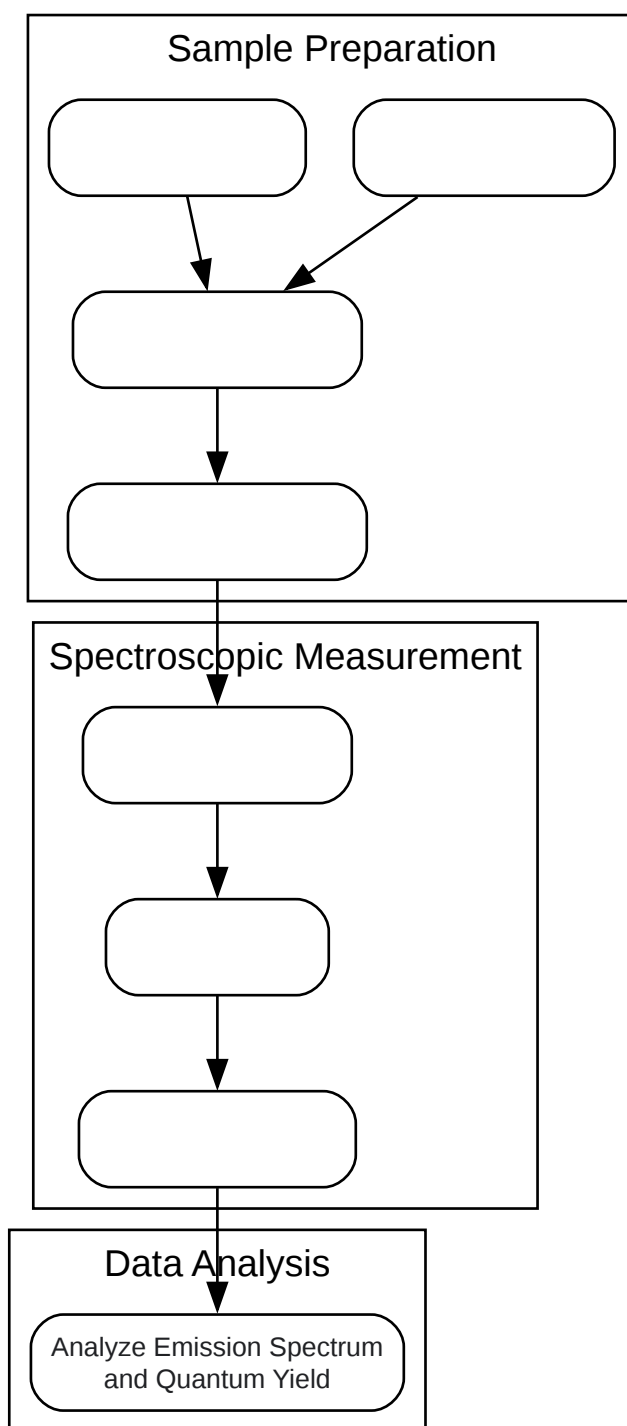 Sample Preparation
Spectroscopic Measurement
Data Analysis
Analyze Emission Spectrum
and Quantum Yield